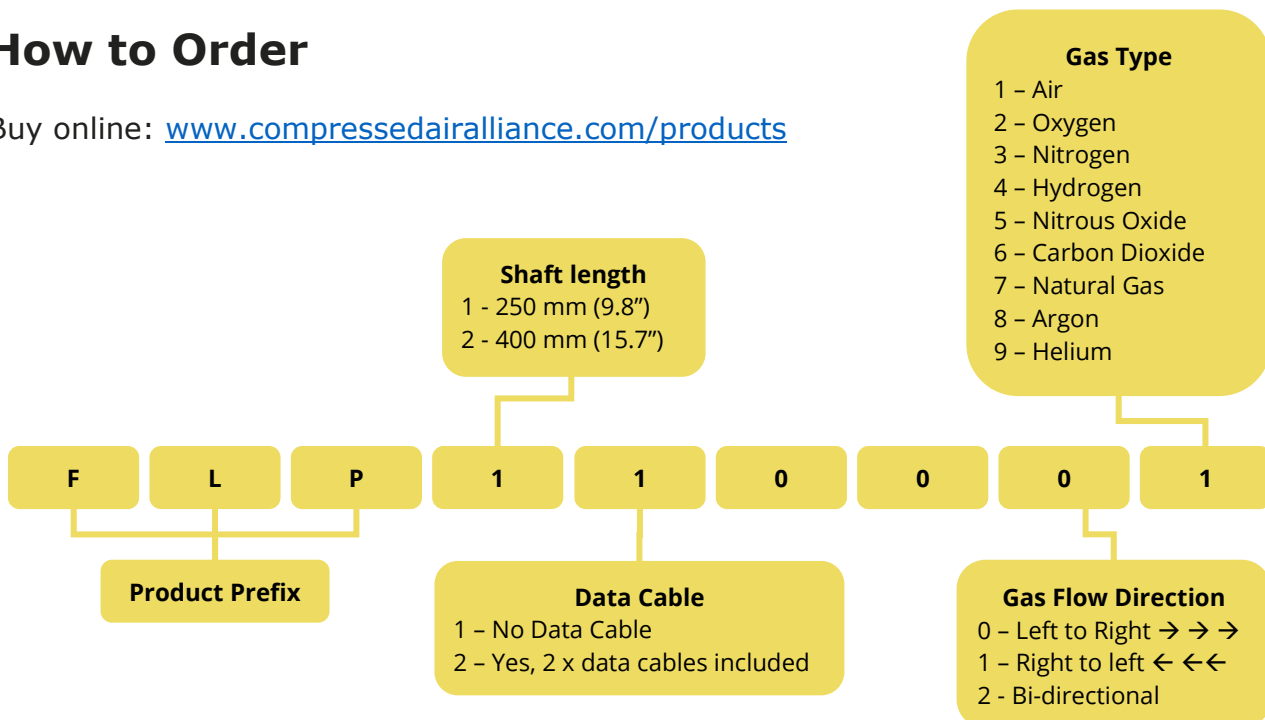 How to Order
Buy online: www.compressedairalliance.com/products
Gas Type
1 – Air
2 – Oxygen
3 – Nitrogen
4 – Hydrogen
5 – Nitrous Oxide
6 – Carbon Dioxide
7 – Natural Gas
8 – Argon
9 – Helium
Shaft length
1 - 250 mm (9.8”)
2 - 400 mm (15.7”)
F L P 1 1 0 0 0 1
Product Prefix
Data Cable
1 – No Data Cable
2 – Yes, 2 x data cables included
Gas Flow Direction
0 – Left to Right → → →
1 – Right to left ← ←←
2 - Bi-directional